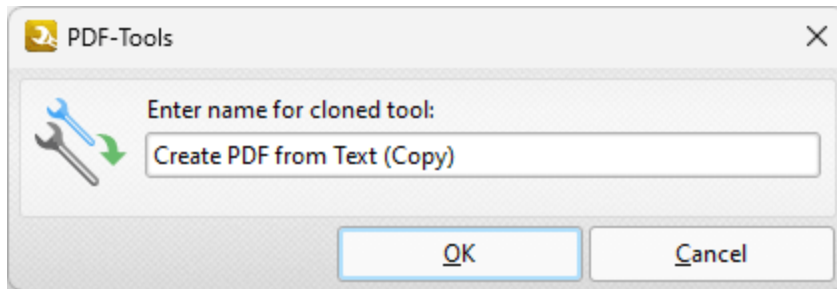 PDF-Tools
Enter name for cloned tool:
Create PDF from Text (Copy)
OK
Cancel